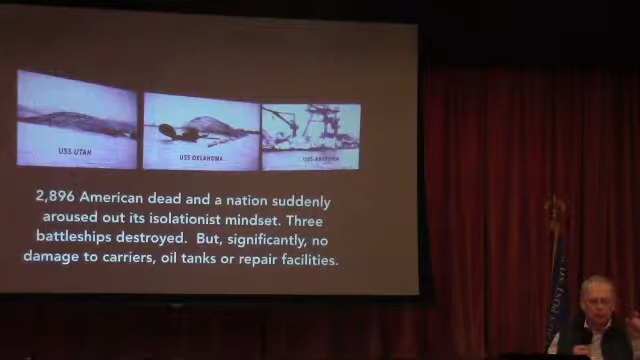 USS UTAH
USS OKLAHOMA
USS ARIZONA
2,896 American dead and a nation suddenly
aroused out its isolationist mindset. Three
battleships destroyed. But, significantly, no
damage to carriers, oil tanks or repair facilities.
POST